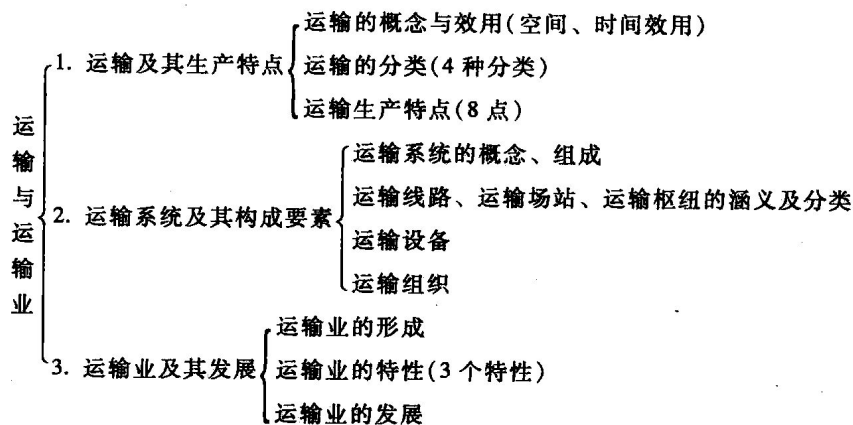 运输与运输业
1. 运输及其生产特点
运输的概念与效用(空间、时间效用)
运输的分类(4种分类)
运输生产特点(8点)
2. 运输系统及其构成要素
运输系统的概念、组成
运输线路、运输场站、运输枢纽的涵义及分类
运输设备
运输组织
3. 运输业及其发展
运输业的形成
运输业的特性(3个特性)
运输业的发展